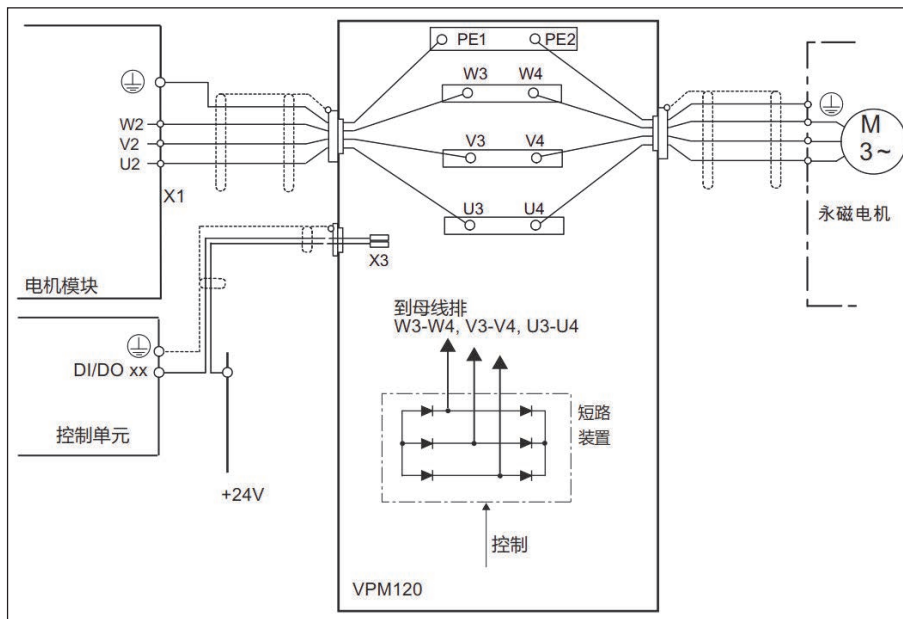 PE1 PE2
W3 W4
W2
V2
U2
X1
V3 V4
U3 U4
M
3~
永磁电机
X3
电机模块
到母线排
W3-W4, V3-V4, U3-U4
DI/DO xx
控制单元
+24V
短路
装置
控制
VPM120